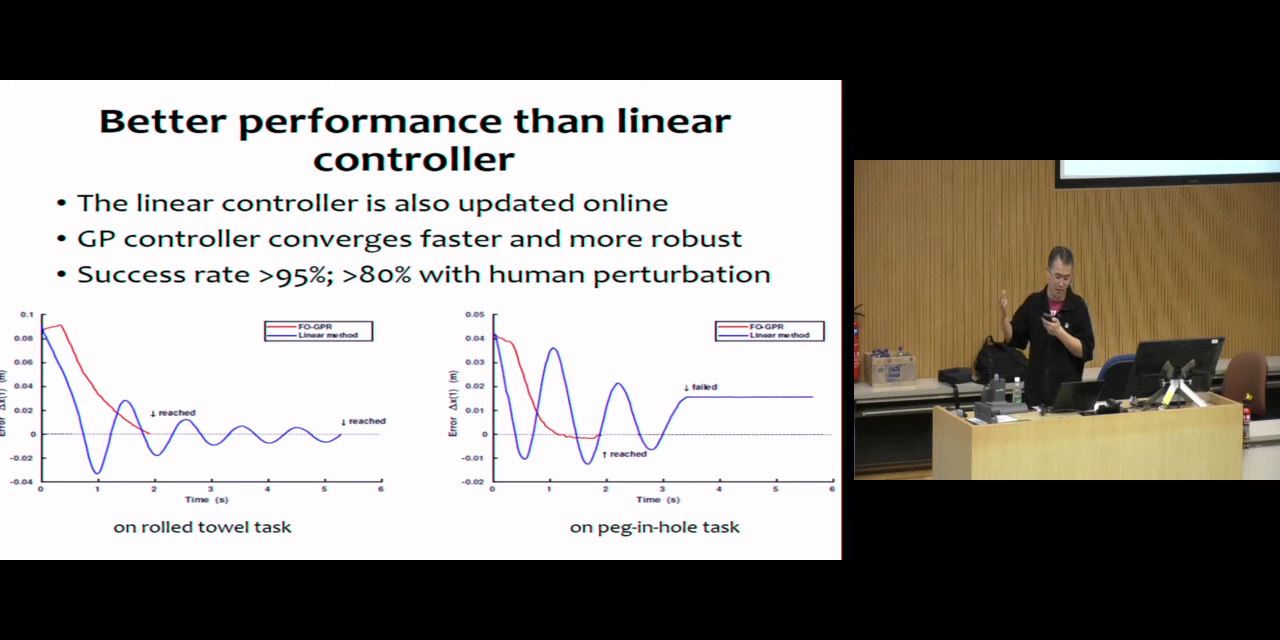 Better performance than linear
controller
• The linear controller is also updated online
• GP controller converges faster and more robust
• Success rate >95%; >80% with human perturbation
0.1
0.08
0.06
0.04
0.02
0
-0.02
-0.04
Error Δx(t) (m)
FO-GPR
Linear method
↓ reached
↓ reached
0 1 2 3 4 5 6
Time (s)
on rolled towel task
0.05
0.04
0.03
0.02
0.01
0
-0.01
-0.02
Error Δx(t) (m)
FO-GPR
Linear method
↓ failed
↑ reached
0 1 2 3 4 5 6
Time (s)
on peg-in-hole task